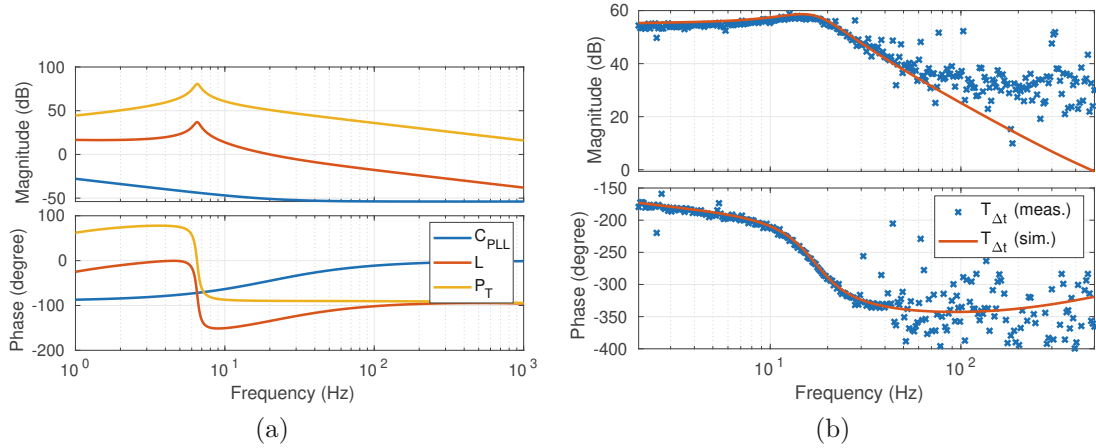 100
50
0
-50
Magnitude (dB)
100
0
-100
-200
Phase (degree)
C_PLL
L
P_T
10^0
10^1
10^2
10^3
Frequency (Hz)
(a)
60
40
20
0
Magnitude (dB)
-150
-200
-250
-300
-350
-400
Phase (degree)
T_Δt (meas.)
T_Δt (sim.)
10^1
10^2
Frequency (Hz)
(b)